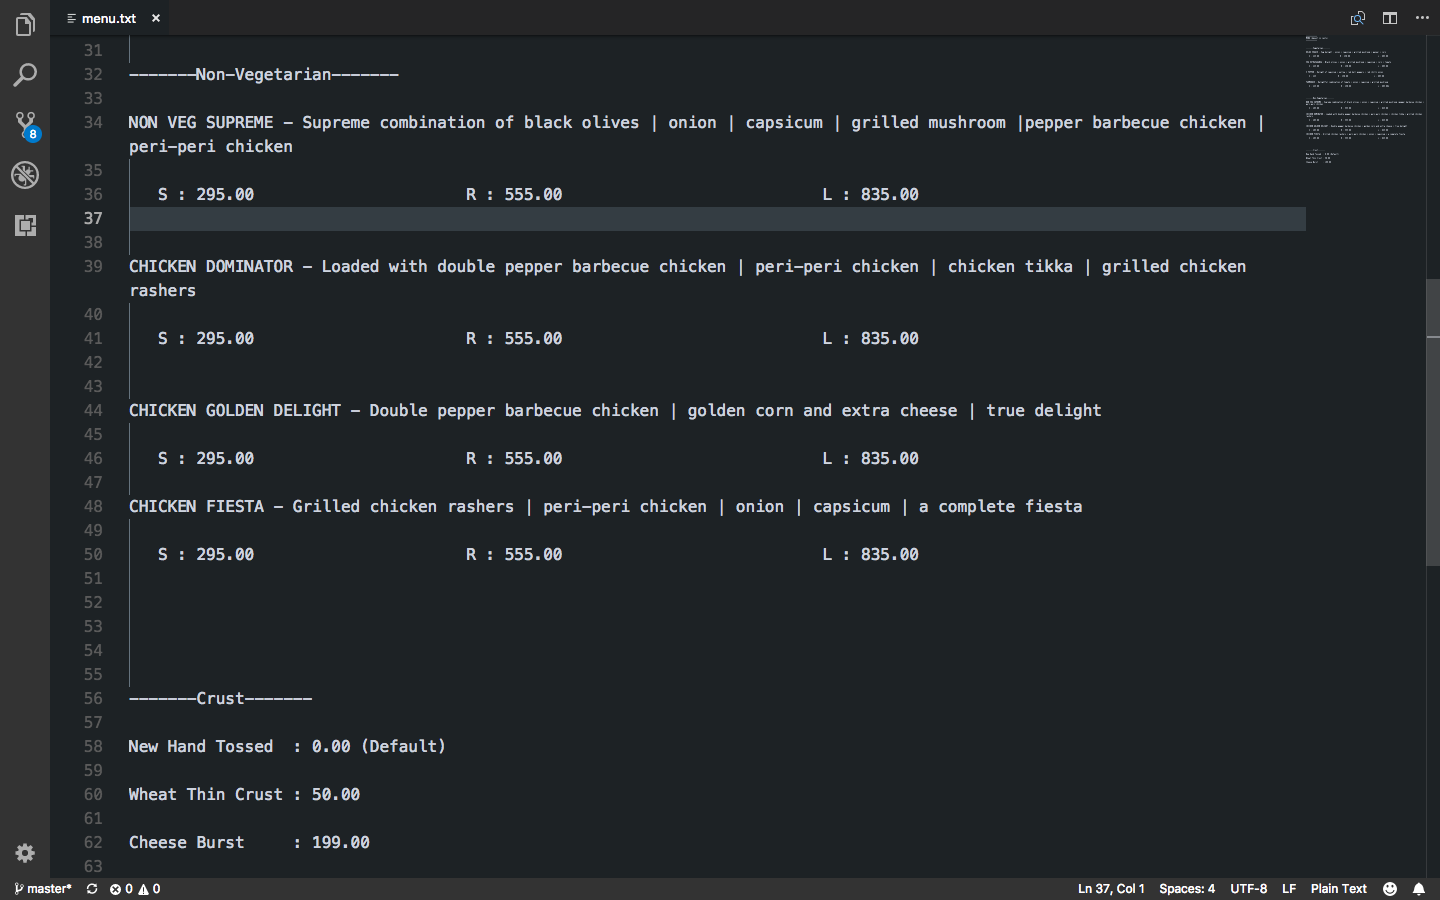 menu.txt
31
32 -------Non-Vegetarian-------
33
34 NON VEG SUPREME - Supreme combination of black olives | onion | capsicum | grilled mushroom |pepper barbecue chicken |
peri-peri chicken
35
36 S : 295.00 R : 555.00 L : 835.00
37
38
39 CHICKEN DOMINATOR - Loaded with double pepper barbecue chicken | peri-peri chicken | chicken tikka | grilled chicken
rashers
40
41 S : 295.00 R : 555.00 L : 835.00
42
43
44 CHICKEN GOLDEN DELIGHT - Double pepper barbecue chicken | golden corn and extra cheese | true delight
45
46 S : 295.00 R : 555.00 L : 835.00
47
48 CHICKEN FIESTA - Grilled chicken rashers | peri-peri chicken | onion | capsicum | a complete fiesta
49
50 S : 295.00 R : 555.00 L : 835.00
51
52
53
54
55
56 -------Crust-------
57
58 New Hand Tossed : 0.00 (Default)
59
60 Wheat Thin Crust : 50.00
61
62 Cheese Burst : 199.00
63
8
master* 0 0 Ln 37, Col 1 Spaces: 4 UTF-8 LF Plain Text